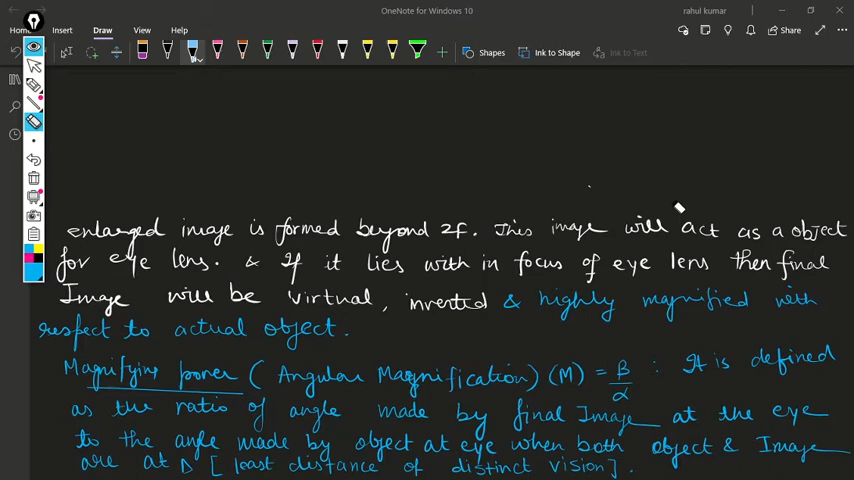 OneNote for Windows 10
rahul kumar
Insert Draw View Help
Share
Shapes Ink to Shape Ink to Text
enlarged image is formed beyond 2F. This image will act as a object
for eye lens. & If it lies with in focus of eye lens then final
Image will be virtual, inverted & highly magnified with
respect to actual object.
Magnifying power (Angular Magnification) (M) = β/α : It is defined
as the ratio of angle made by final Image at the eye
to the angle made by object at eye when both object & Image
are at D [least distance of distinct vision].